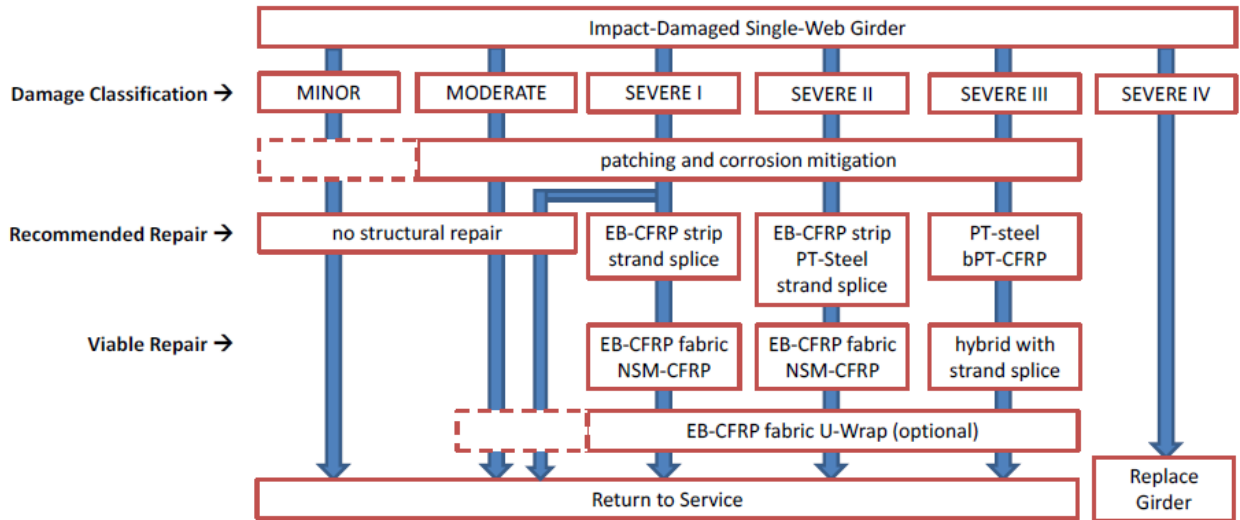 Impact-Damaged Single-Web Girder
Damage Classification →
MINOR
MODERATE
SEVERE I
SEVERE II
SEVERE III
SEVERE IV
patching and corrosion mitigation
Recommended Repair →
no structural repair
EB-CFRP strip
strand splice
EB-CFRP strip
PT-Steel
strand splice
PT-steel
bPT-CFRP
Viable Repair →
EB-CFRP fabric
NSM-CFRP
EB-CFRP fabric
NSM-CFRP
hybrid with
strand splice
EB-CFRP fabric U-Wrap (optional)
Return to Service
Replace
Girder